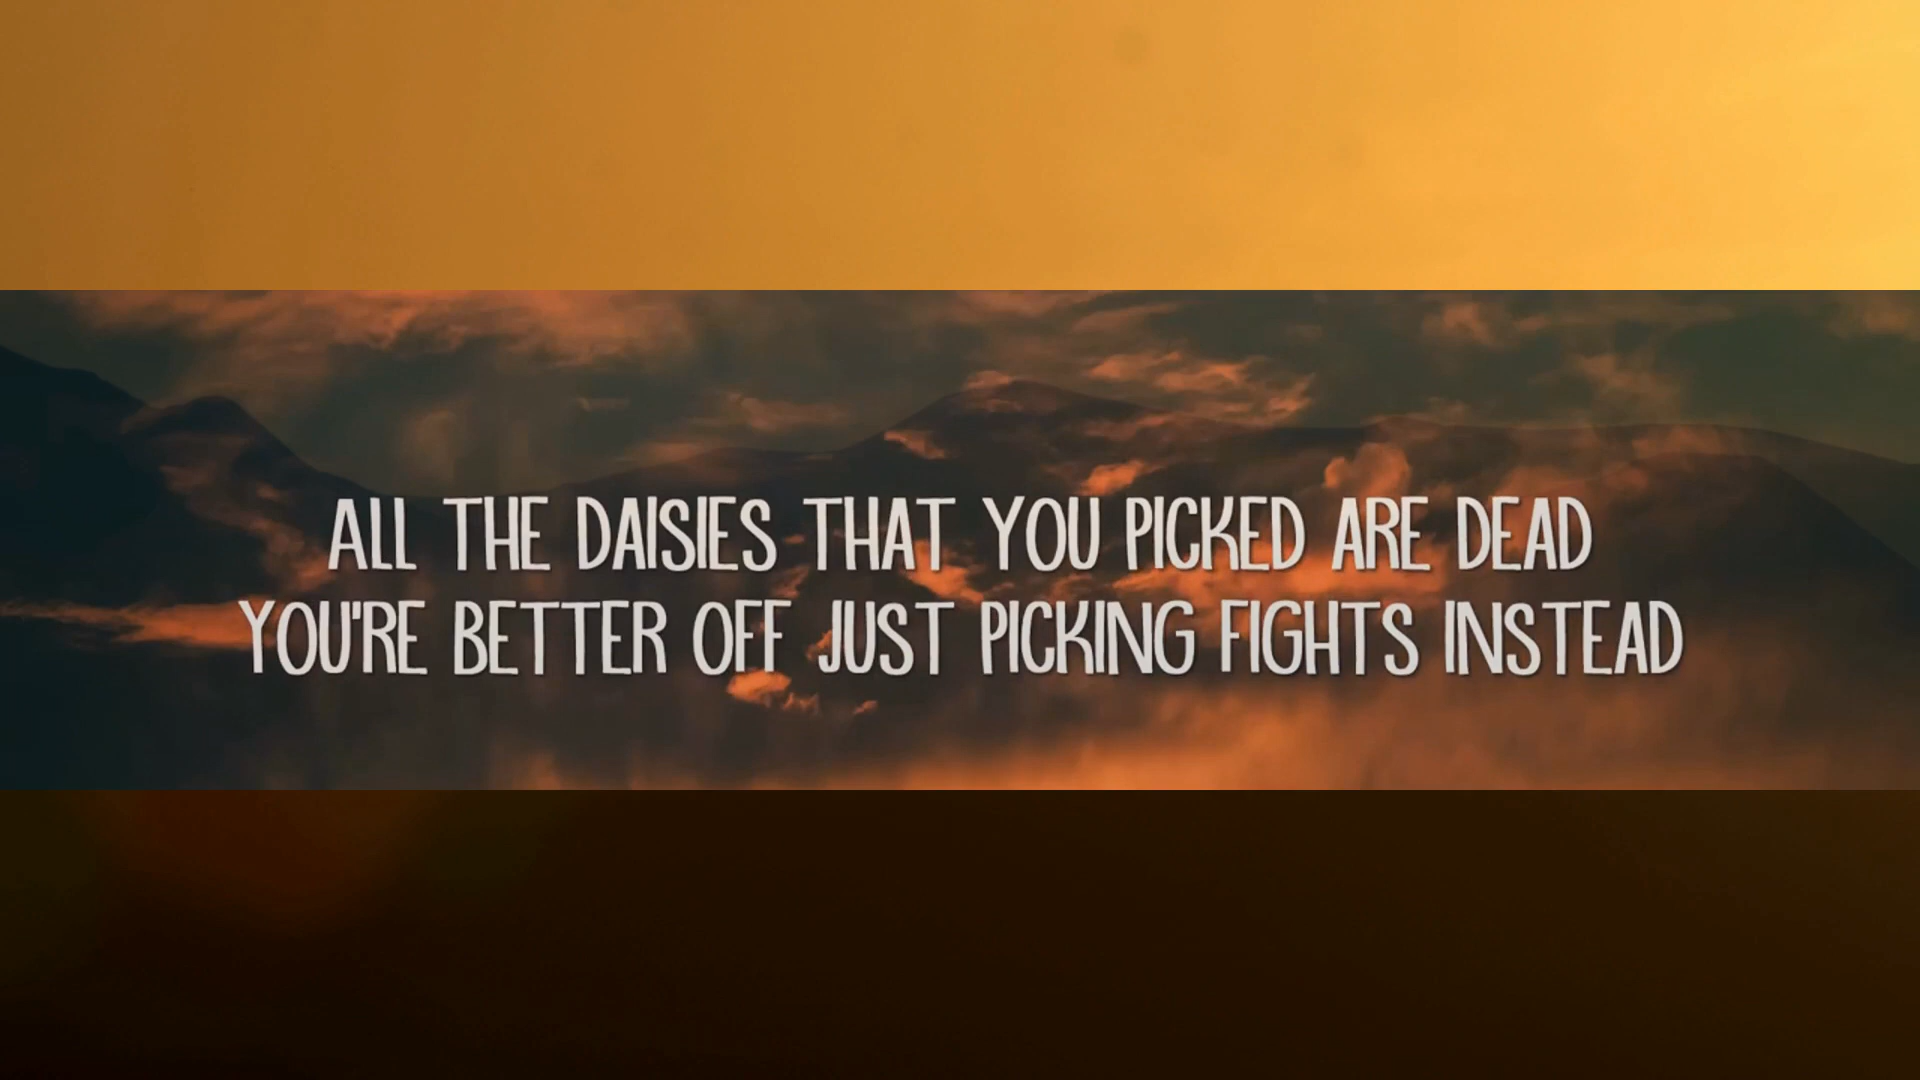 ALL THE DAISIES THAT YOU PICKED ARE DEAD
YOU'RE BETTER OFF JUST PICKING FIGHTS INSTEAD